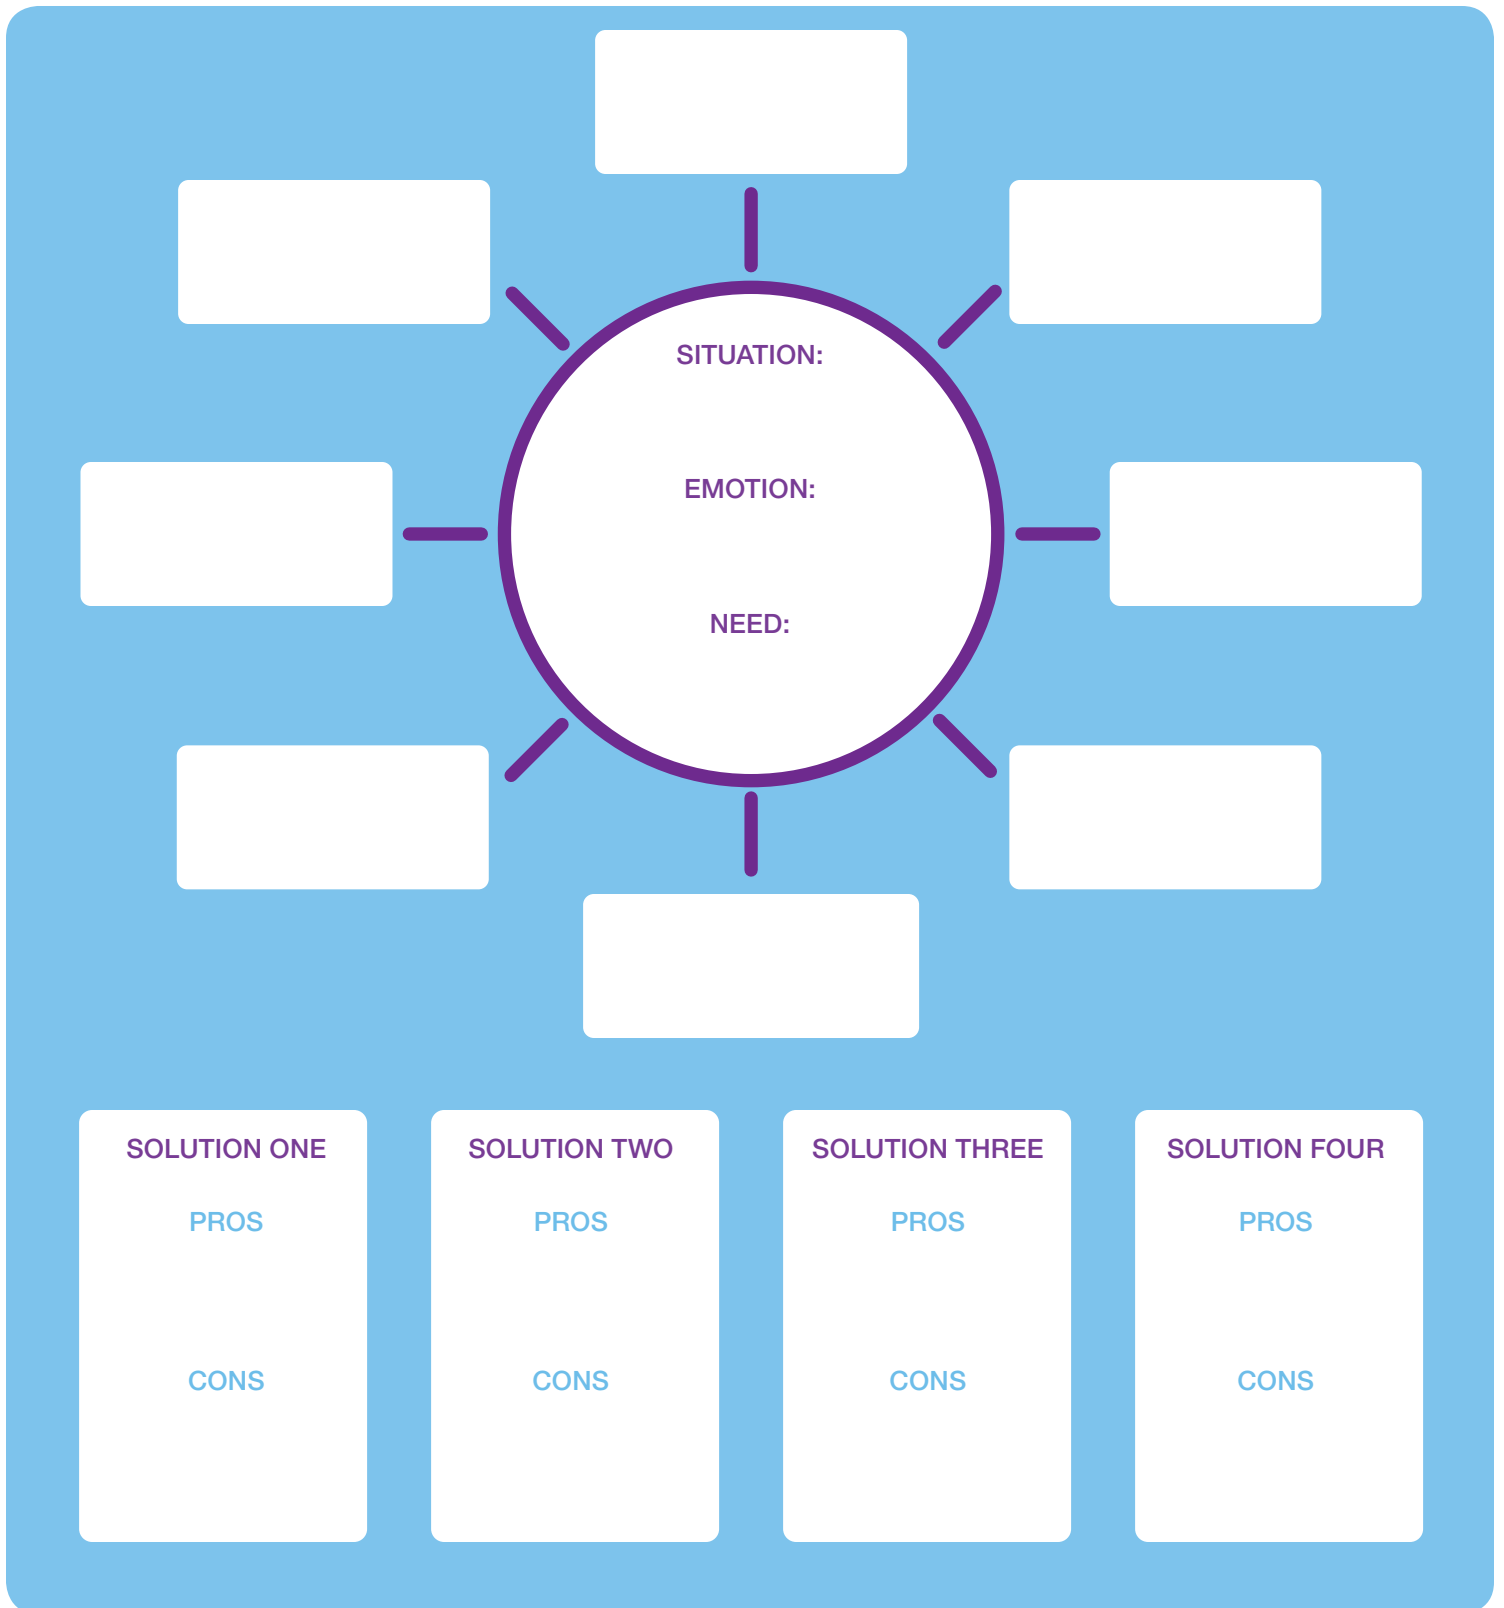 SITUATION:
EMOTION:
NEED:
SOLUTION ONE
PROS
CONS
SOLUTION TWO
PROS
CONS
SOLUTION THREE
PROS
CONS
SOLUTION FOUR
PROS
CONS